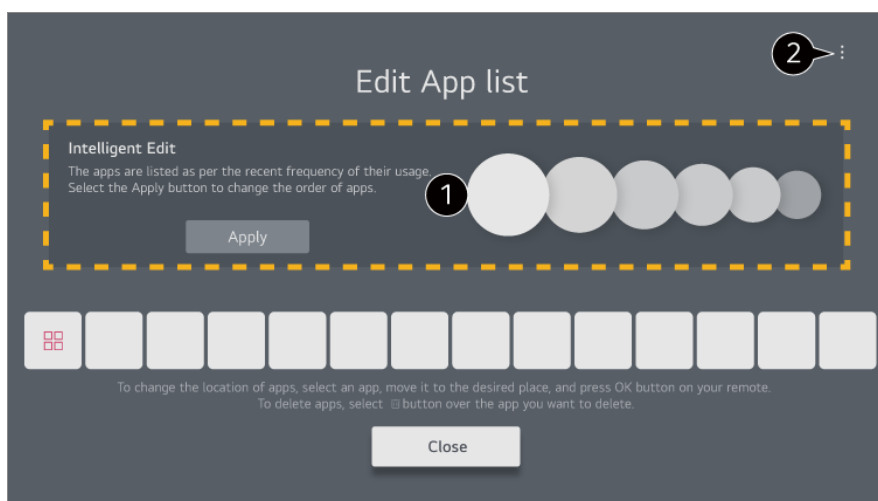 2
Edit App list
Intelligent Edit
The apps are listed as per the recent frequency of their usage.
Select the Apply button to change the order of apps.
1
Apply
To change the location of apps, select an app, move it to the desired place, and press OK button on your remote.
To delete apps, select button over the app you want to delete.
Close